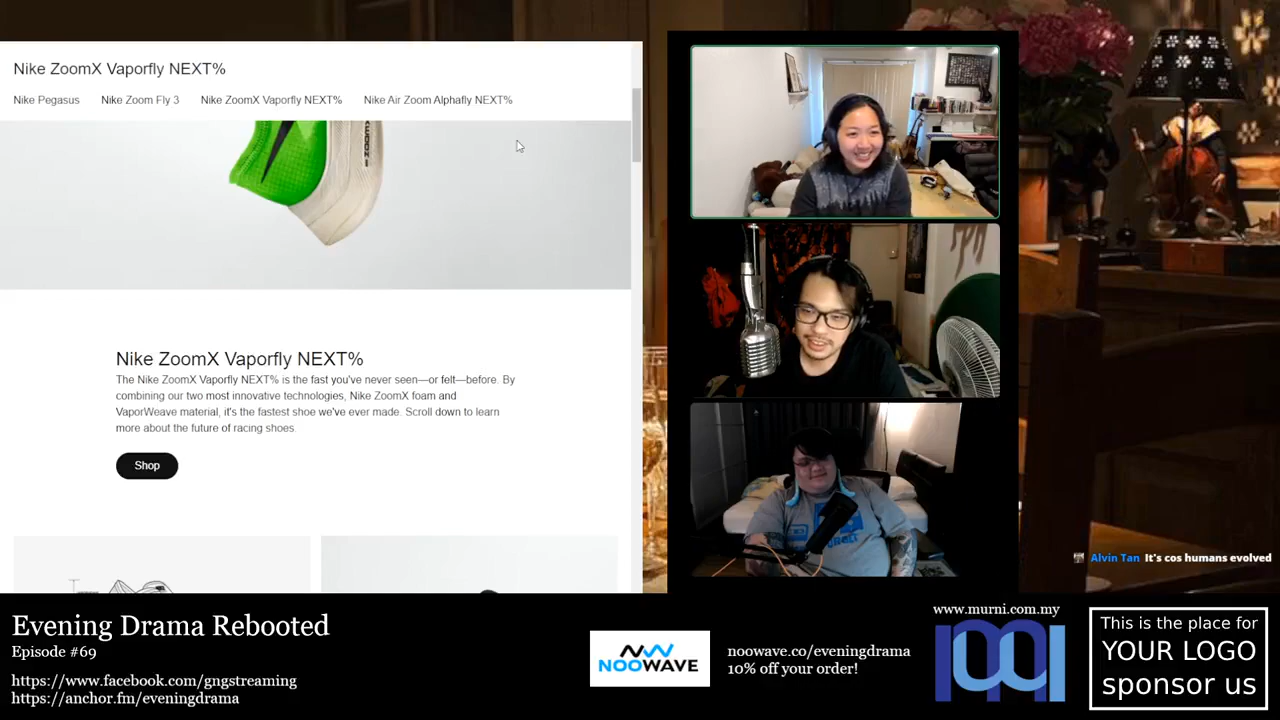 Nike ZoomX Vaporfly NEXT%
Nike Pegasus Nike Zoom Fly 3 Nike ZoomX Vaporfly NEXT% Nike Air Zoom Alphafly NEXT%
Nike ZoomX Vaporfly NEXT%
The Nike ZoomX Vaporfly NEXT% is the fast you've never seen—or felt—before. By
combining our two most innovative technologies, Nike ZoomX foam and
VaporWeave material, it's the fastest shoe we've ever made. Scroll down to learn
more about the future of racing shoes.
Shop
Alvin Tan It's cos humans evolved
Evening Drama Rebooted
Episode #69
https://www.facebook.com/gngstreaming
https://anchor.fm/eveningdrama
NOOWAVE
noowave.co/eveningdrama
10% off your order!
www.murni.com.my
This is the place for
YOUR LOGO
sponsor us